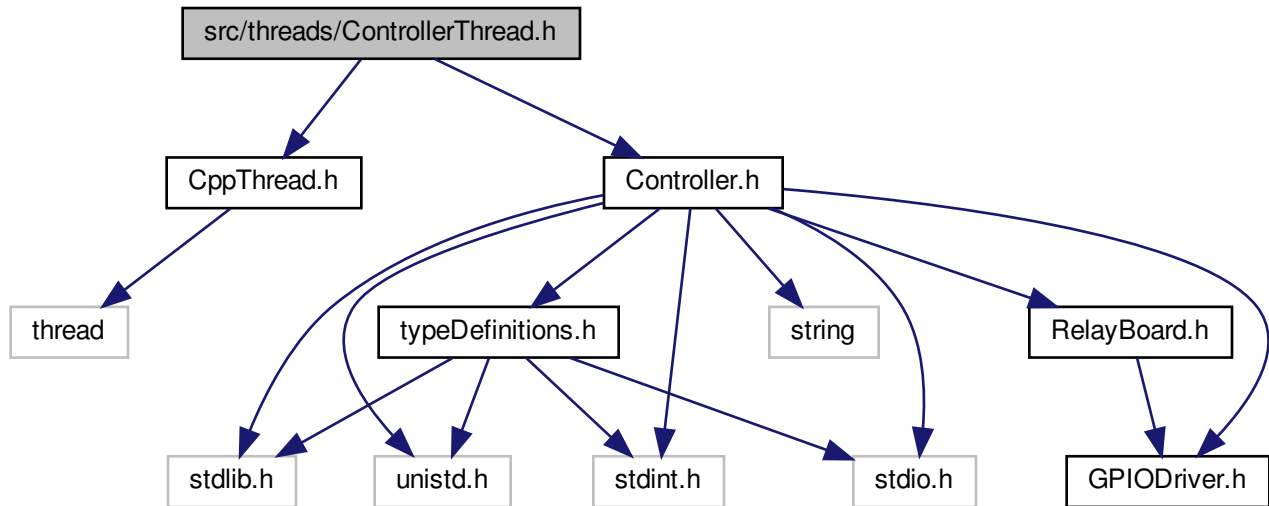 src/threads/ControllerThread.h
CppThread.h
Controller.h
thread
typeDefinitions.h
string
RelayBoard.h
stdlib.h
unistd.h
stdint.h
stdio.h
GPIODriver.h